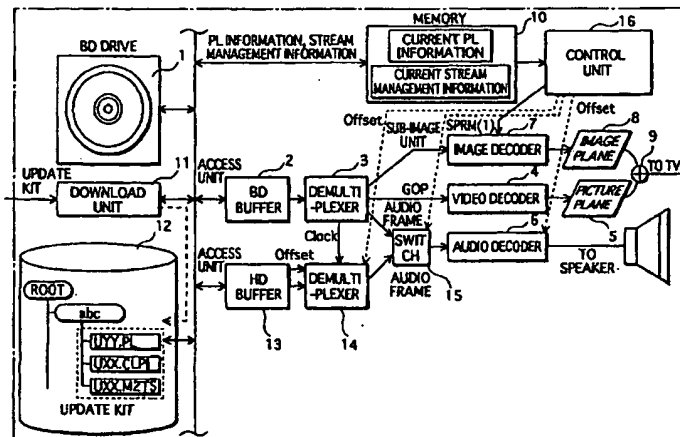 BD DRIVE
1
PL INFORMATION, STREAM
MANAGEMENT INFORMATION
MEMORY
10
CURRENT PL
INFORMATION
CURRENT STREAM
MANAGEMENT INFORMATION
16
CONTROL
UNIT
Offset
SUB-IMAGE
UNIT
SPRM(1)
7
IMAGE DECODER
Offset
8
IMAGE
PLANE
9
TO TV
UPDATE
KIT
11
DOWNLOAD
UNIT
ACCESS
UNIT
2
BD
BUFFER
3
DEMULTI
-PLEXER
GOP
4
VIDEO DECODER
PICTURE
PLANE
5
AUDIO
FRAME
6
AUDIO DECODER
TO
SPEAKER
12
ROOT
abc
UYY.PL
UXX.CLPI
UXX.M2TS
UPDATE KIT
ACCESS
UNIT
HD
BUFFER
13
Offset
Clock
DEMULTI
-PLEXER
14
SWIT
CH
15
AUDIO
FRAME